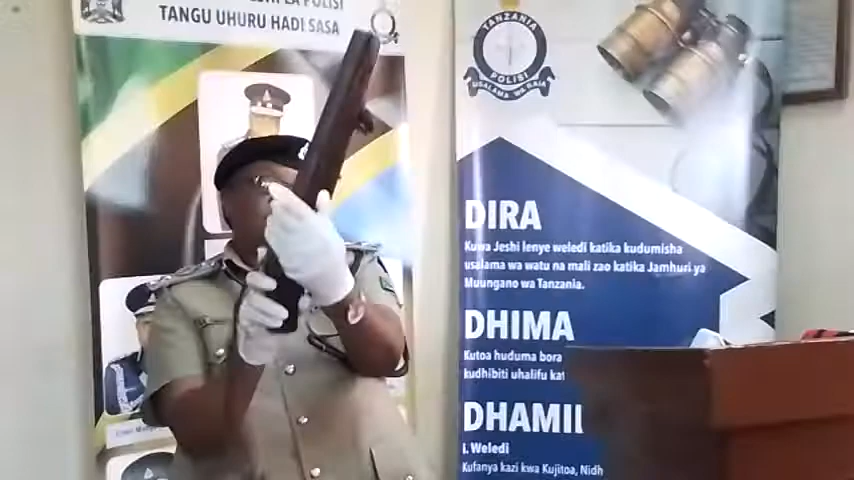 TANGU UHURU HADI SASA
TANZANIA
POLISI
USALAMA WA RAIA
DIRA
Kuwa Jeshi lenye weledi katika kudumisha
usalama wa watu na mali zao katika Jamhuri ya
Muungano wa Tanzania.
DHIMA
Kutoa huduma bora
kudhibiti uhalifu kat
DHAMIL
I. Weledi
Kufanya kazi kwa Kujitoa, Nidh